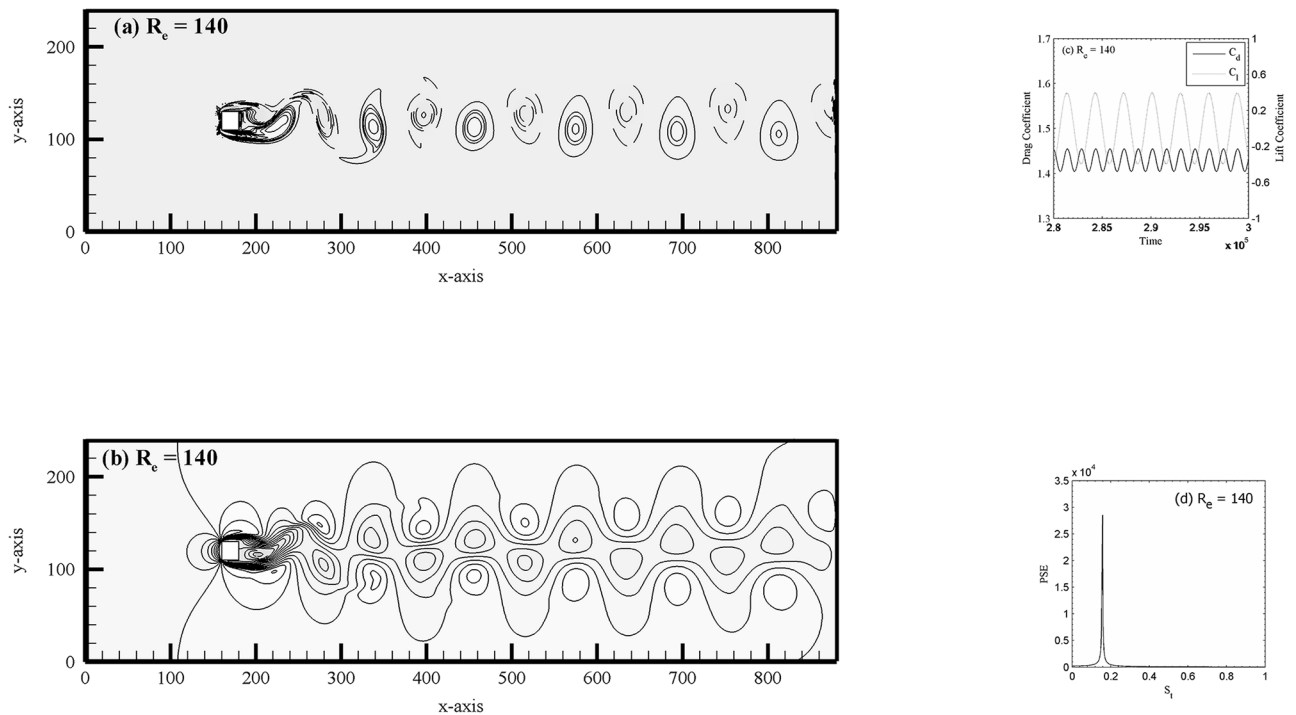 (a) Re = 140
200
100
0
y-axis
0 100 200 300 400 500 600 700 800
x-axis
(c) Re = 140
Cd
Cl
1.7
1.6
1.5
1.4
1.3
Drag Coefficient
1
0.6
0.2
-0.2
-0.6
-1
Lift Coefficient
2.8 2.85 2.9 2.95 3
Time
x 10^5
(b) Re = 140
200
100
0
y-axis
0 100 200 300 400 500 600 700 800
x-axis
x 10^4
(d) Re = 140
3.5
3
2.5
2
1.5
1
0.5
0
PSE
0 0.2 0.4 0.6 0.8 1
St